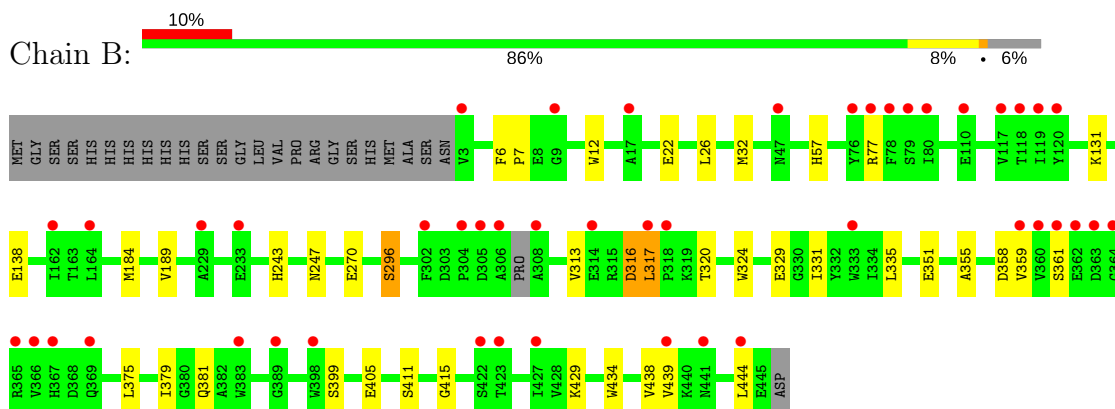 10%
Chain B:
86% 8% • 6%
MET GLY SER SER HIS HIS HIS HIS HIS HIS SER SER GLY LEU VAL PRO ARG GLY SER HIS MET ALA SER ASN V3 F6 P7 E8 G9 W12 A17 E22 L26 M32 N47 H57 Y76 R77 F78 S79 I80 E110 V117 T118 I119 Y120 K131
E138 I162 T163 L164 M184 V189 A229 E233 H243 N247 E270 S296 F302 D303 P304 D305 A306 PRO A308 V313 E314 R315 D316 L317 P318 K319 T320 W324 E329 G330 I331 Y332 W333 I334 L335 E351 A355 D358 V359 V360 S361 E362 D363 G364
R365 V366 H367 D368 Q369 L375 I379 G380 Q381 A382 W383 G389 W398 S399 E405 S411 G415 S422 T423 I427 V428 K429 W434 V438 V439 K440 N441 L444 E445 ASP